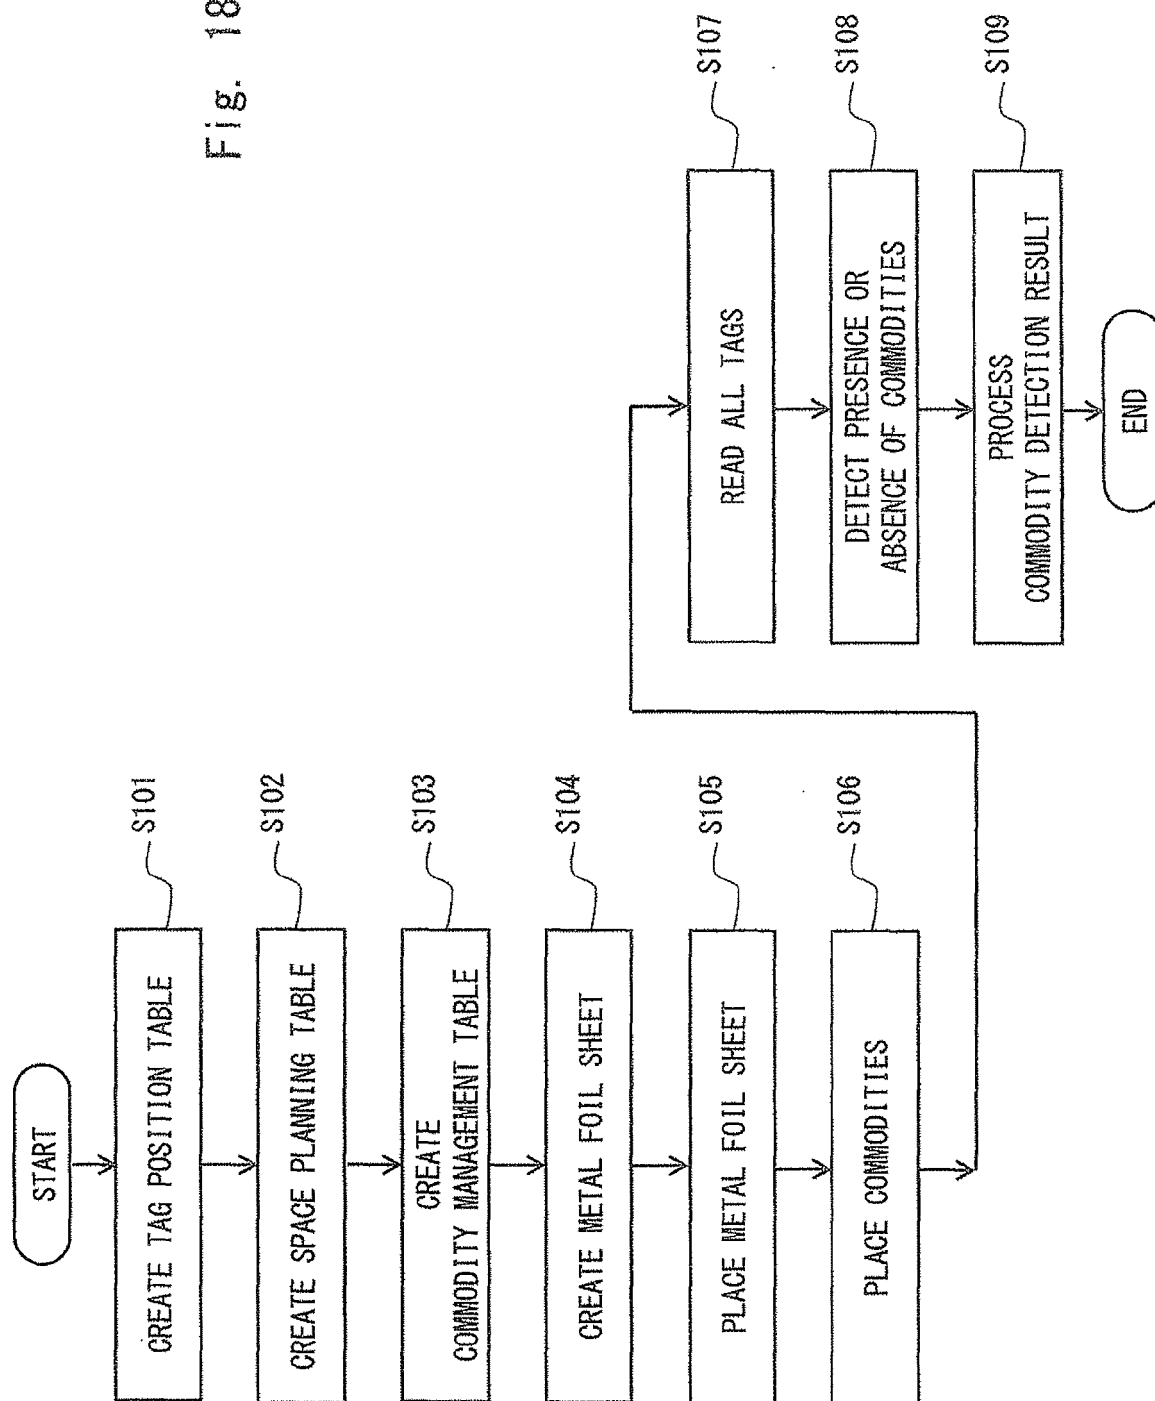 Fig. 18
START
CREATE TAG POSITION TABLE
S101
CREATE SPACE PLANNING TABLE
S102
CREATE
COMMODITY MANAGEMENT TABLE
S103
CREATE METAL FOIL SHEET
S104
PLACE METAL FOIL SHEET
S105
PLACE COMMODITIES
S106
READ ALL TAGS
S107
DETECT PRESENCE OR
ABSENCE OF COMMODITIES
S108
PROCESS
COMMODITY DETECTION RESULT
S109
END